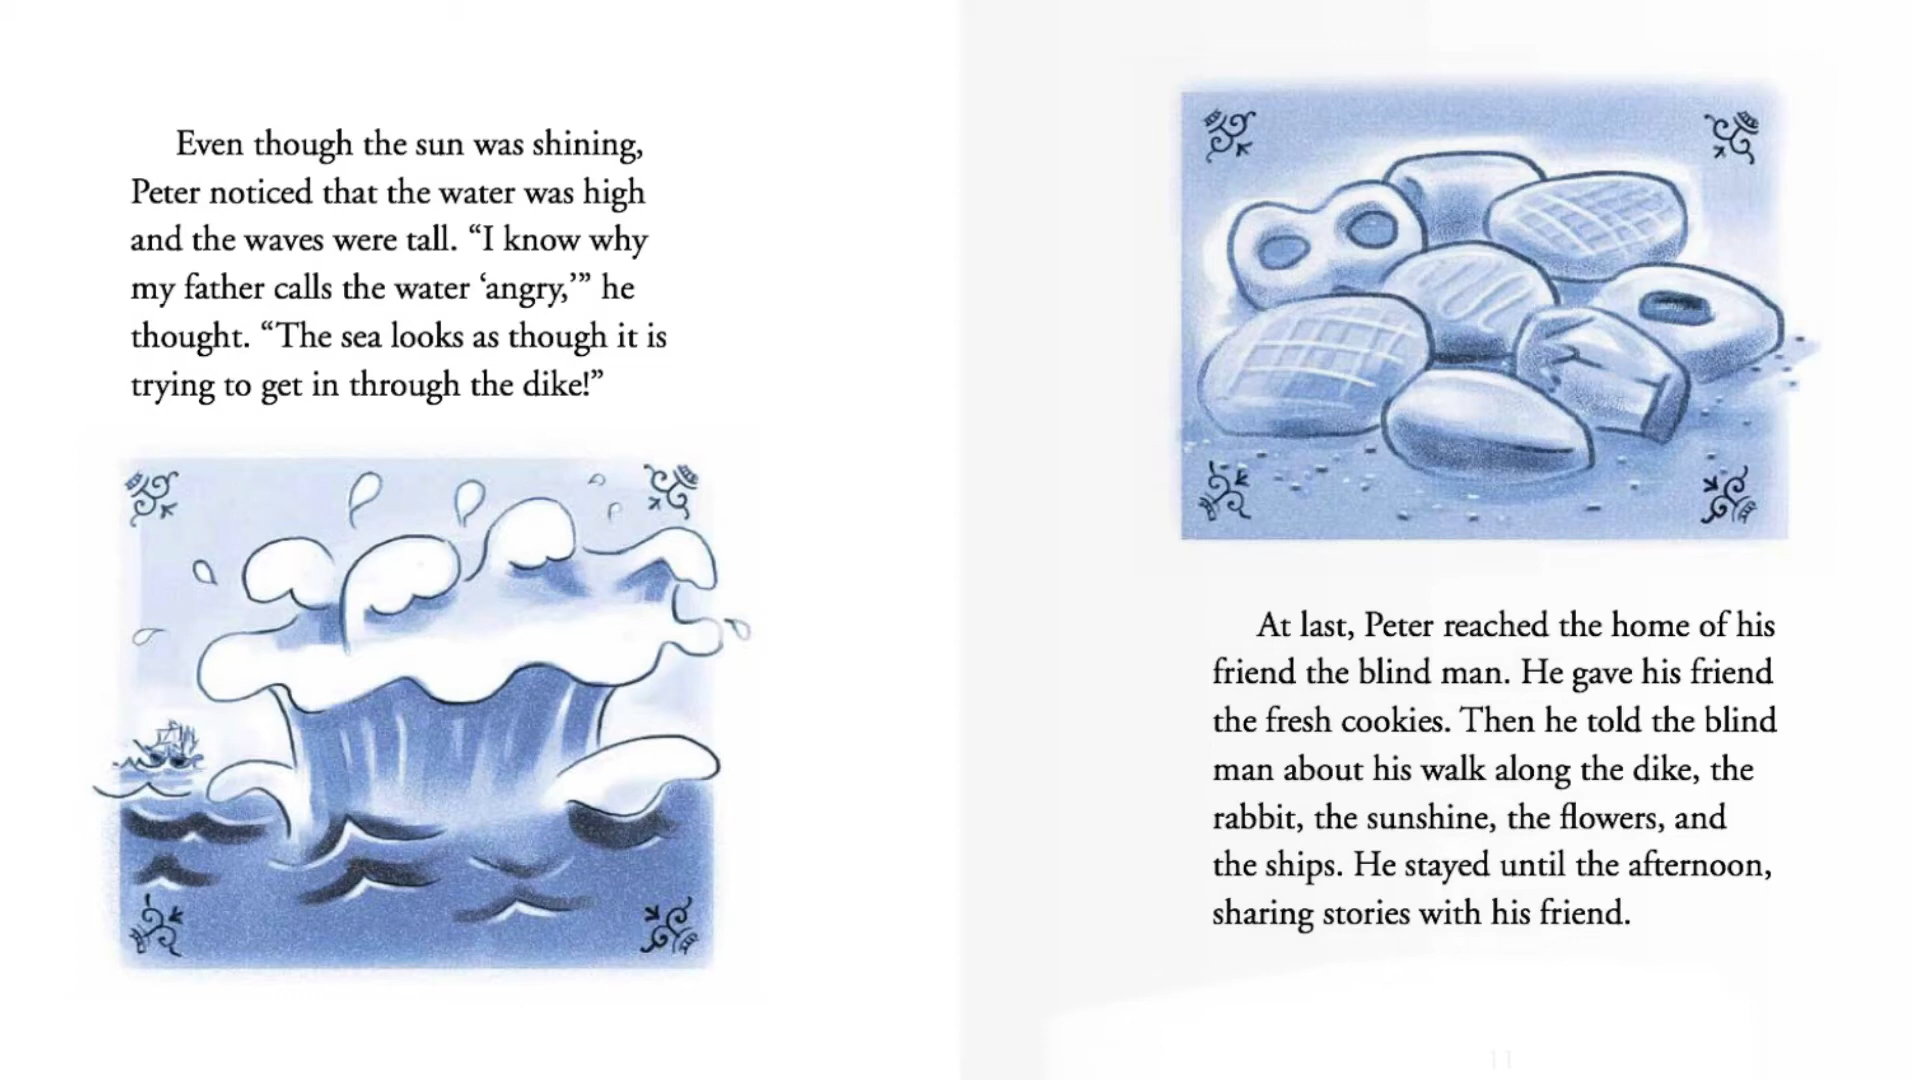 Even though the sun was shining,
Peter noticed that the water was high
and the waves were tall. “I know why
my father calls the water ‘angry,’” he
thought. “The sea looks as though it is
trying to get in through the dike!”
At last, Peter reached the home of his
friend the blind man. He gave his friend
the fresh cookies. Then he told the blind
man about his walk along the dike, the
rabbit, the sunshine, the flowers, and
the ships. He stayed until the afternoon,
sharing stories with his friend.
11